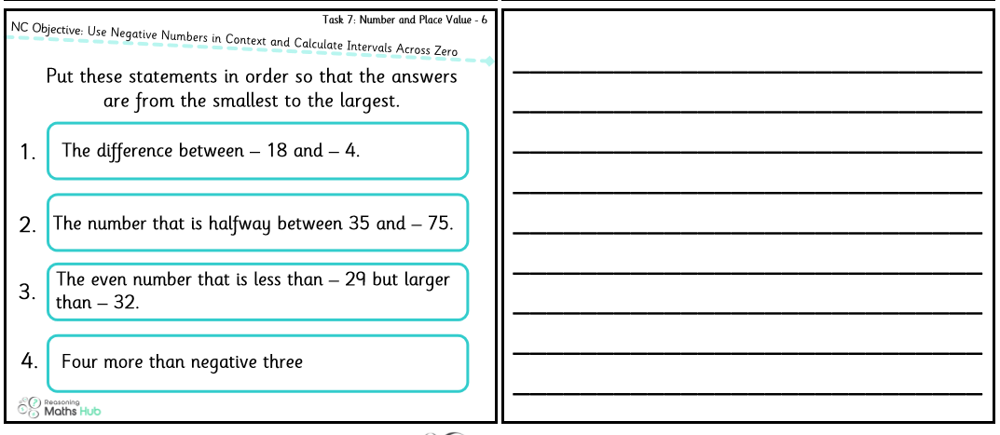 Task 7: Number and Place Value - 6
NC Objective: Use Negative Numbers in Context and Calculate Intervals Across Zero
Put these statements in order so that the answers
are from the smallest to the largest.
1. The difference between – 18 and – 4.
2. The number that is halfway between 35 and – 75.
3. The even number that is less than – 29 but larger
than – 32.
4. Four more than negative three
Reasoning
Maths Hub